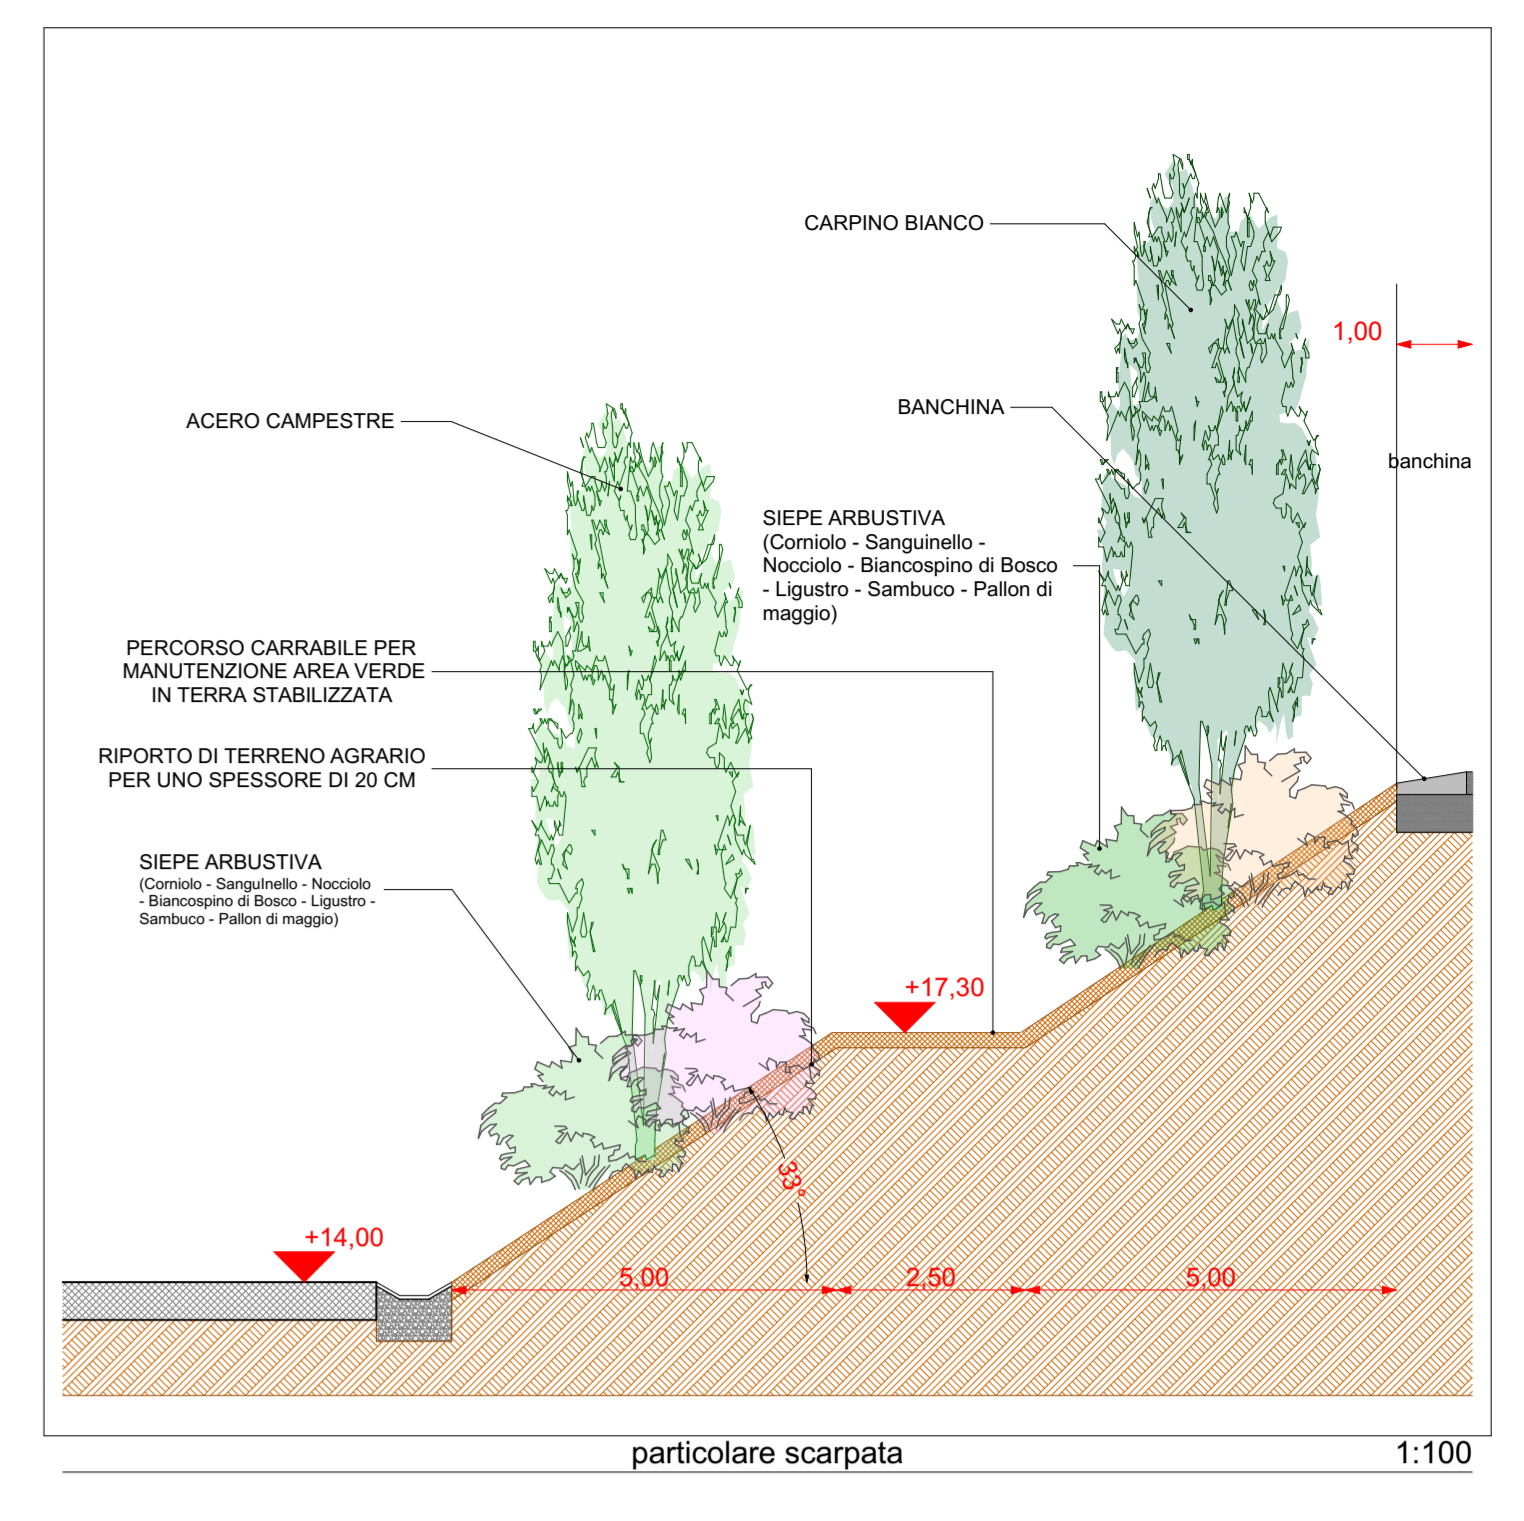 CARPINO BIANCO
1,00
BANCHINA
ACERO CAMPESTRE
banchina
SIEPE ARBUSTIVA
(Corniolo - Sanguinello -
Nocciolo - Biancospino di Bosco
- Ligustro - Sambuco - Pallon di
maggio)
PERCORSO CARRABILE PER
MANUTENZIONE AREA VERDE
IN TERRA STABILIZZATA
RIPORTO DI TERRENO AGRARIO
PER UNO SPESSORE DI 20 CM
SIEPE ARBUSTIVA
(Corniolo - SanguInello - Nocciolo
- Biancospino di Bosco - Ligustro -
Sambuco - Pallon di maggio)
+17,30
33°
+14,00
5,00
2,50
5,00
particolare scarpata
1:100